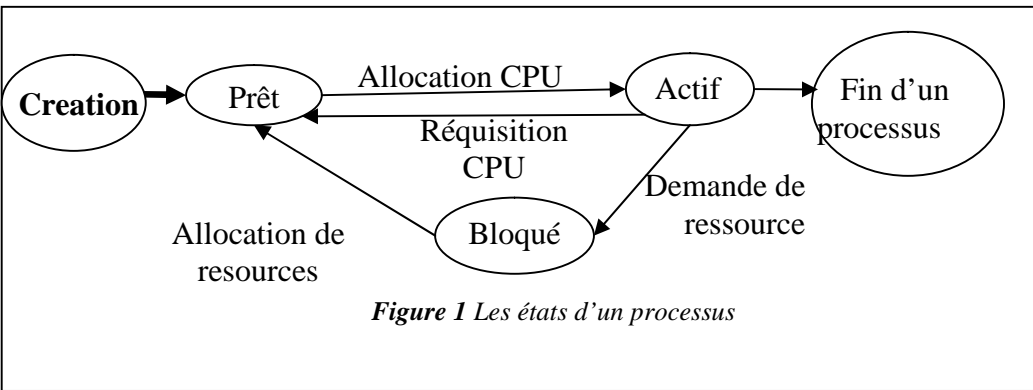 Creation
Prêt
Allocation CPU
Actif
Fin d’un
processus
Réquisition
CPU
Demande de
ressource
Bloqué
Allocation de
resources
Figure 1 Les états d’un processus